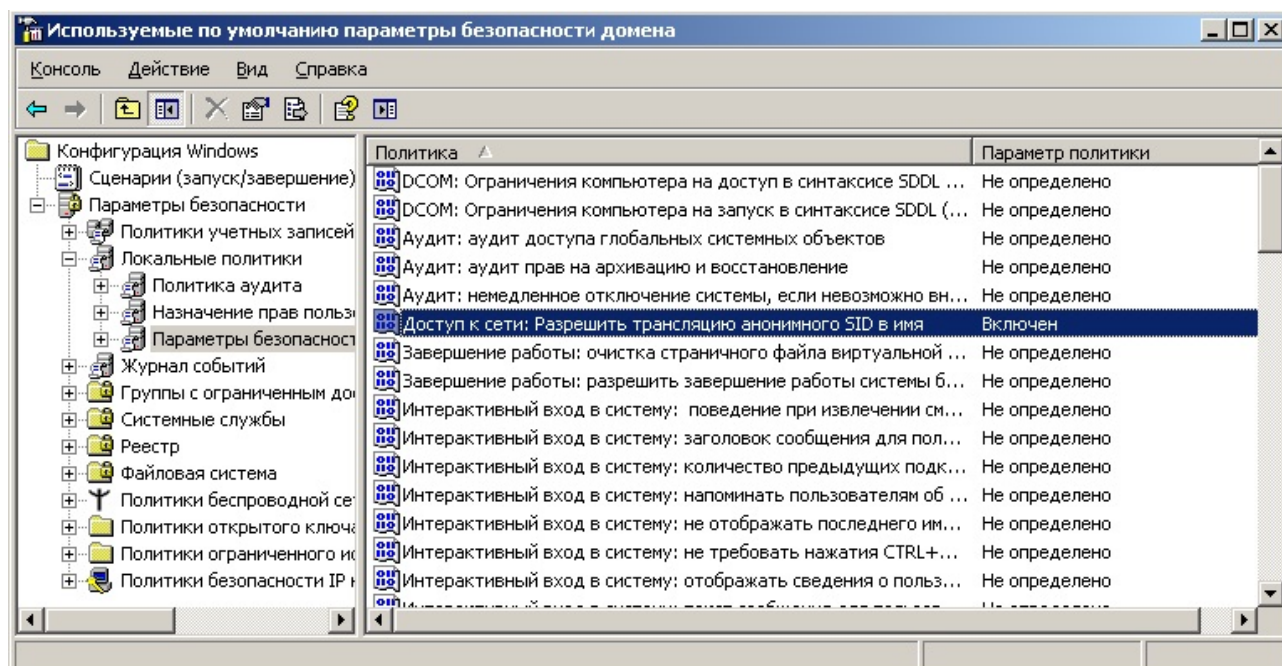 Используемые по умолчанию параметры безопасности домена
Консоль Действие Вид Справка
Конфигурация Windows
Сценарии (запуск/завершение)
Параметры безопасности
Политики учетных записей
Локальные политики
Политика аудита
Назначение прав польз
Параметры безопасност
Журнал событий
Группы с ограниченным до
Системные службы
Реестр
Файловая система
Политики беспроводной се
Политики открытого ключа
Политики ограниченного ис
Политики безопасности IP
Политика Параметр политики
DCOM: Ограничения компьютера на доступ в синтаксисе SDDL ... Не определено
DCOM: Ограничения компьютера на запуск в синтаксисе SDDL (... Не определено
Аудит: аудит доступа глобальных системных объектов Не определено
Аудит: аудит прав на архивацию и восстановление Не определено
Аудит: немедленное отключение системы, если невозможно вн... Не определено
Доступ к сети: Разрешить трансляцию анонимного SID в имя Включен
Завершение работы: очистка страничного файла виртуальной ... Не определено
Завершение работы: разрешить завершение работы системы б... Не определено
Интерактивный вход в систему: поведение при извлечении см... Не определено
Интерактивный вход в систему: заголовок сообщения для пол... Не определено
Интерактивный вход в систему: количество предыдущих подк... Не определено
Интерактивный вход в систему: напоминать пользователям об ... Не определено
Интерактивный вход в систему: не отображать последнего им... Не определено
Интерактивный вход в систему: не требовать нажатия CTRL+... Не определено
Интерактивный вход в систему: отображать сведения о польз... Не определено